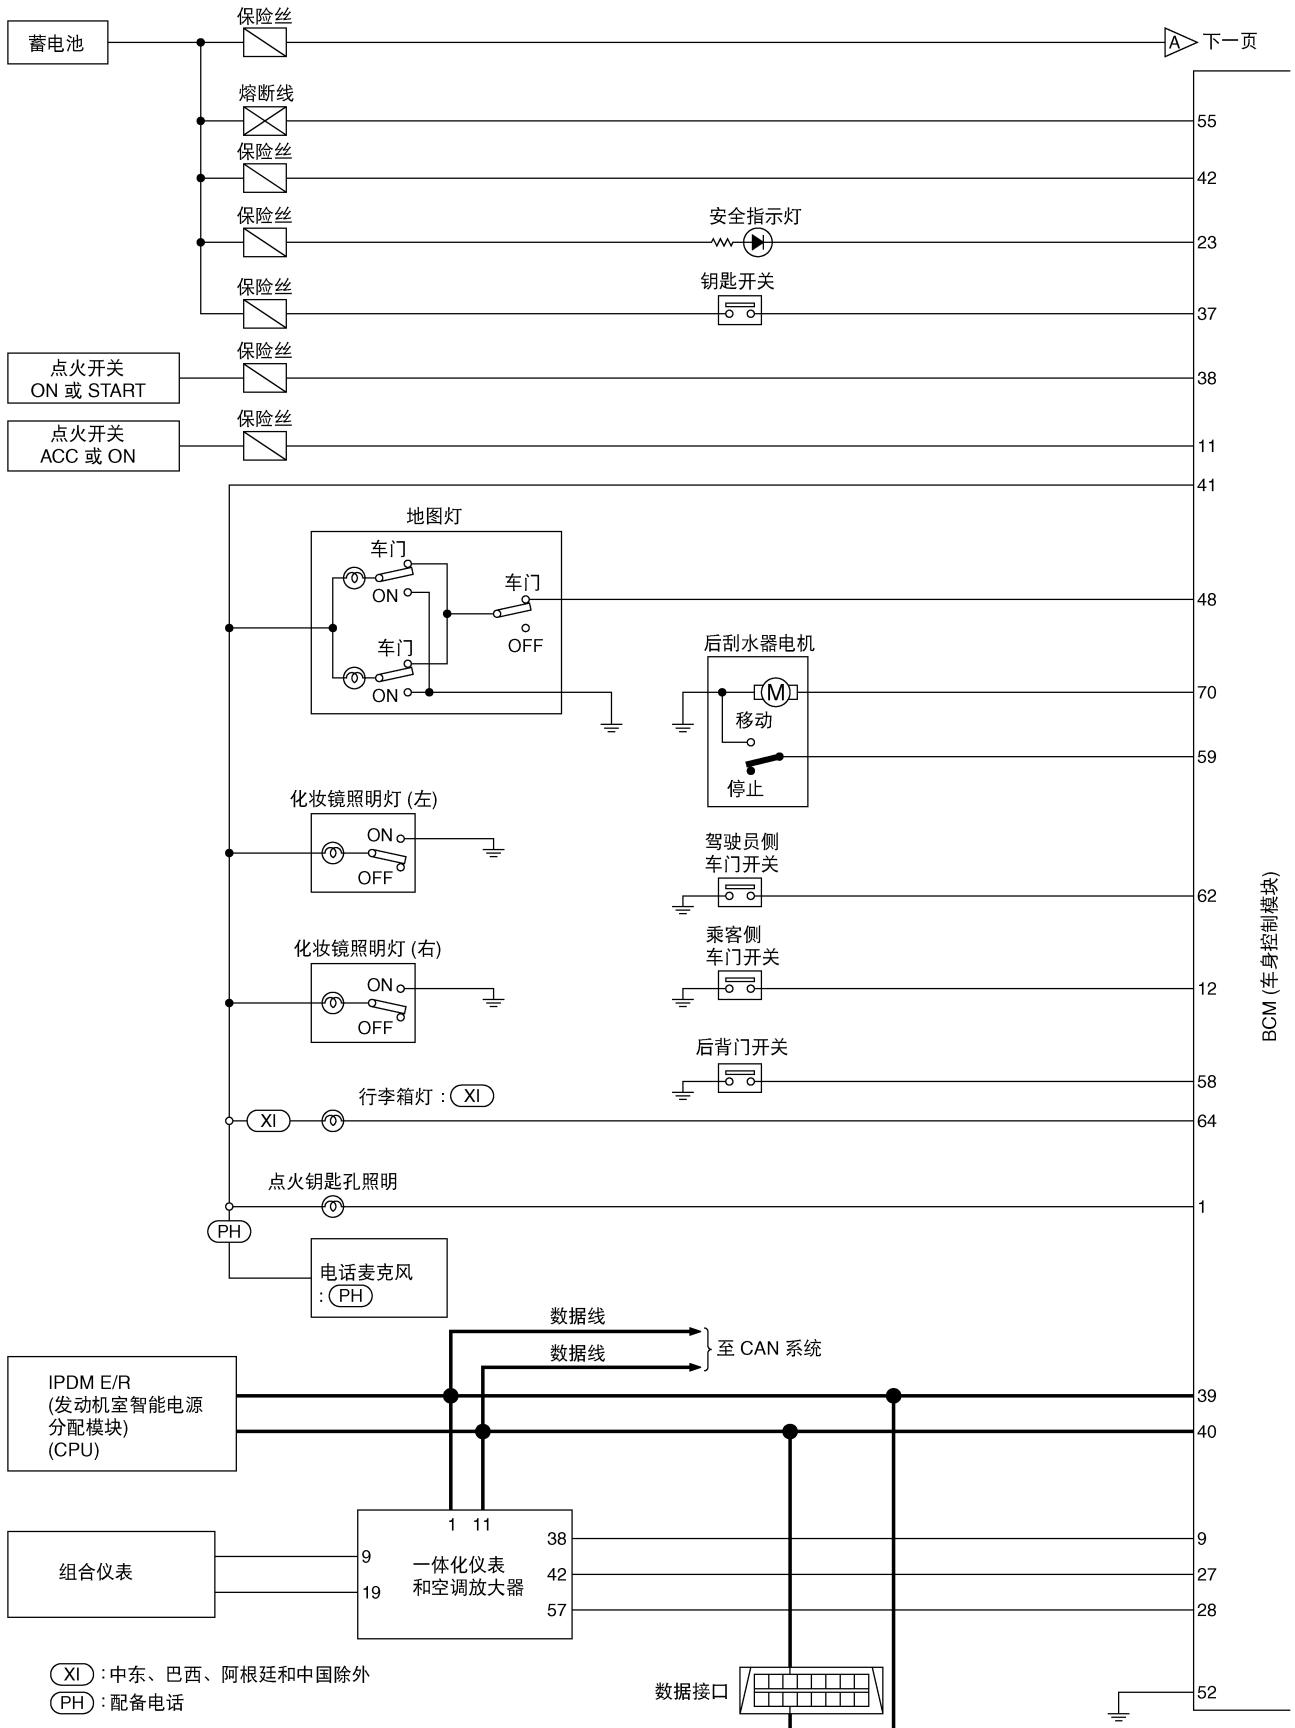 蓄电池
保险丝
A 下一页
熔断线
55
保险丝
42
保险丝
安全指示灯
23
保险丝
钥匙开关
37
点火开关
ON 或 START
保险丝
38
点火开关
ACC 或 ON
保险丝
11
41
地图灯
车门
ON
车门
48
OFF
车门
ON
后刮水器电机
M
70
移动
59
停止
化妆镜照明灯 (左)
ON
OFF
驾驶员侧
车门开关
62
乘客侧
车门开关
12
化妆镜照明灯 (右)
ON
OFF
后背门开关
58
行李箱灯 : XI
XI
64
点火钥匙孔照明
1
PH
电话麦克风
: PH
BCM (车身控制模块)
数据线
数据线
至 CAN 系统
IPDM E/R
(发动机室智能电源
分配模块)
(CPU)
39
40
1 11
组合仪表
9
19
一体化仪表
和空调放大器
38
42
57
9
27
28
XI : 中东、巴西、阿根廷和中国除外
PH : 配备电话
数据接口
52